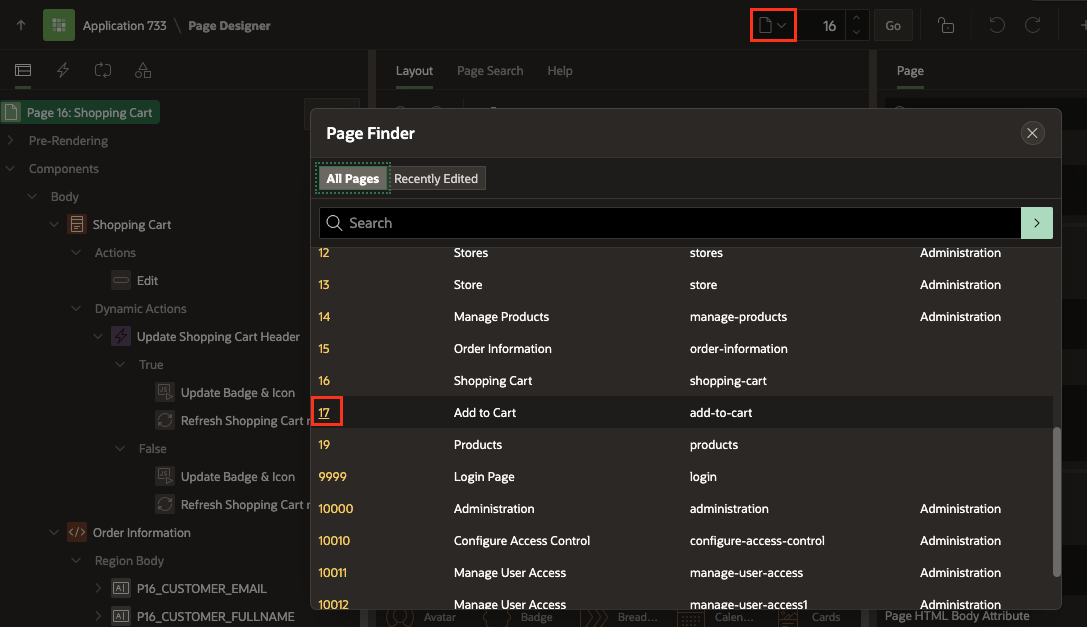 Application 733 \ Page Designer
16
Go
Layout Page Search Help
Page
Page 16: Shopping Cart
Pre-Rendering
Components
Body
Shopping Cart
Actions
Edit
Dynamic Actions
Update Shopping Cart Header
True
Update Badge & Icon
Refresh Shopping Cart
False
Update Badge & Icon
Refresh Shopping Cart
Order Information
Region Body
P16_CUSTOMER_EMAIL
P16_CUSTOMER_FULLNAME
Page Finder
All Pages Recently Edited
Search
12 Stores stores Administration
13 Store store Administration
14 Manage Products manage-products Administration
15 Order Information order-information
16 Shopping Cart shopping-cart
17 Add to Cart add-to-cart
19 Products products
9999 Login Page login
10000 Administration administration Administration
10010 Configure Access Control configure-access-control Administration
10011 Manage User Access manage-user-access Administration
10012 Manage User Access manage-user-access1 Administration
Avatar Badge Bread... Calen... Cards
Page HTML Body Attribute